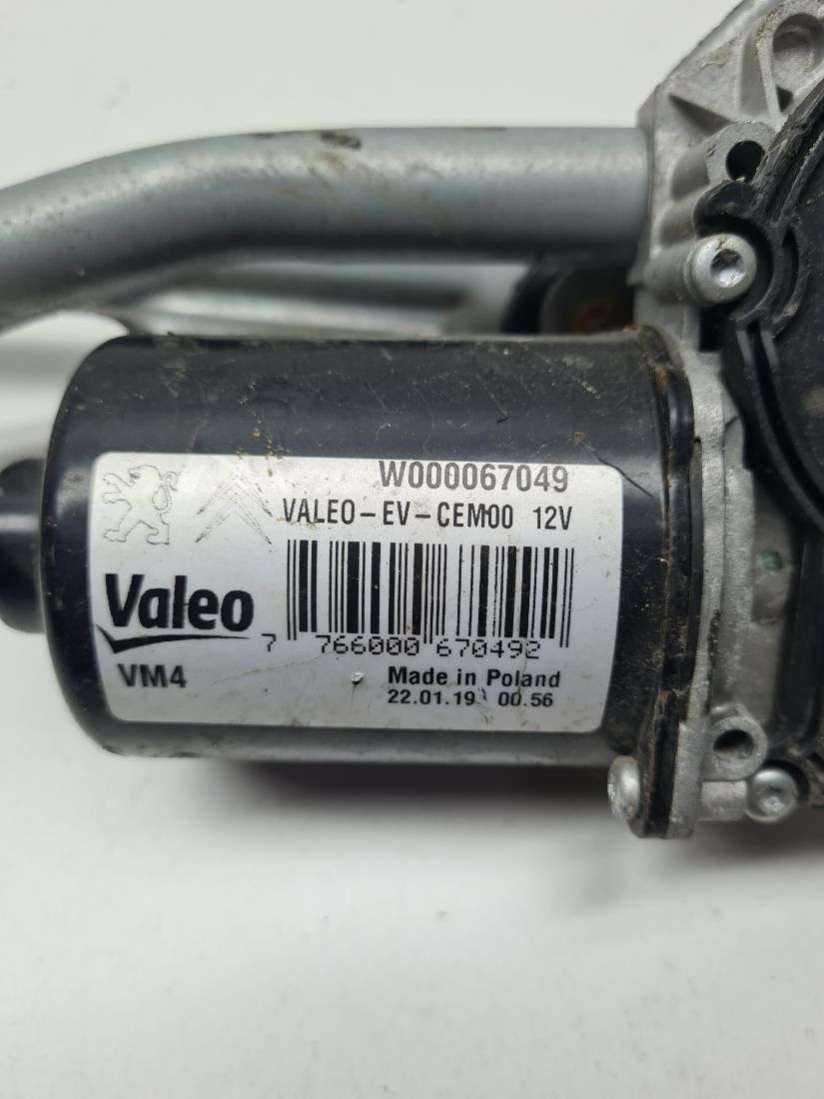 W000067049
VALEO-EV-CEM00 12V
Valeo
7 766000 670492
VM4
Made in Poland
22.01.19 00.56